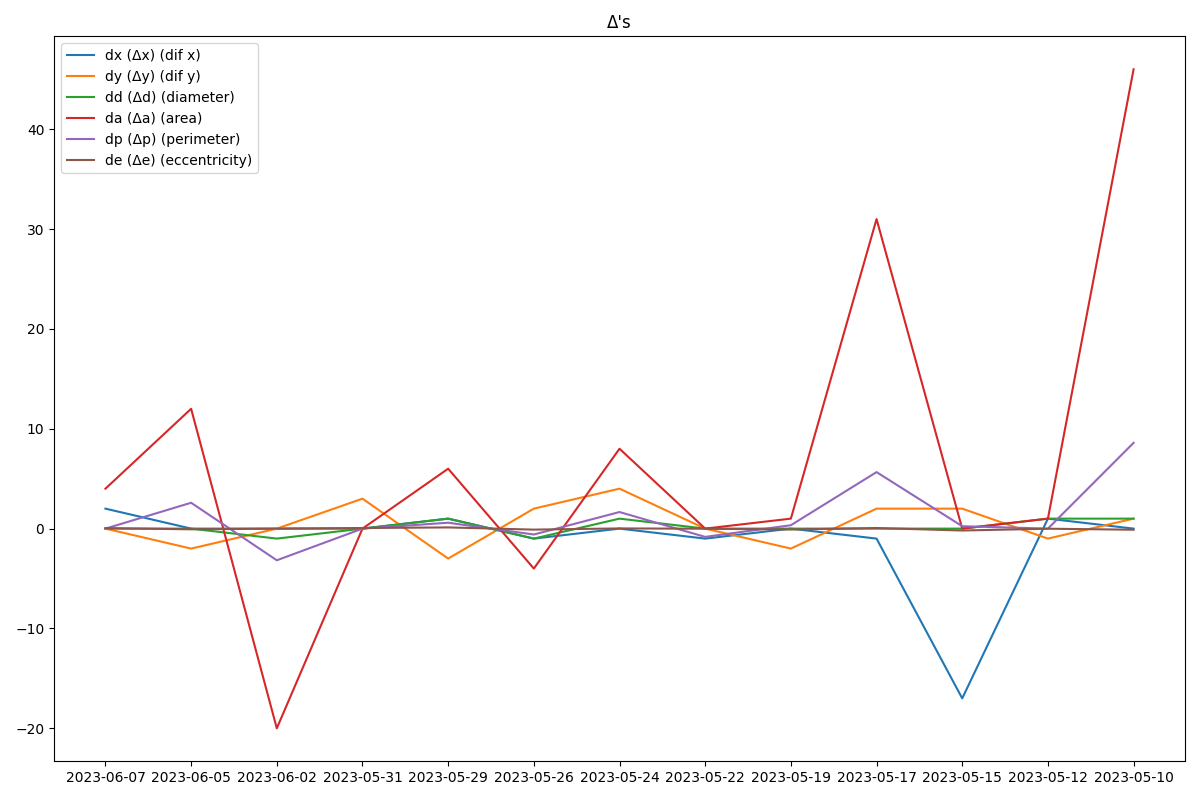 Δ's
dx (Δx) (dif x)
dy (Δy) (dif y)
dd (Δd) (diameter)
da (Δa) (area)
dp (Δp) (perimeter)
de (Δe) (eccentricity)
40
30
20
10
0
−10
−20
2023-06-07 2023-06-05 2023-06-02 2023-05-31 2023-05-29 2023-05-26 2023-05-24 2023-05-22 2023-05-19 2023-05-17 2023-05-15 2023-05-12 2023-05-10